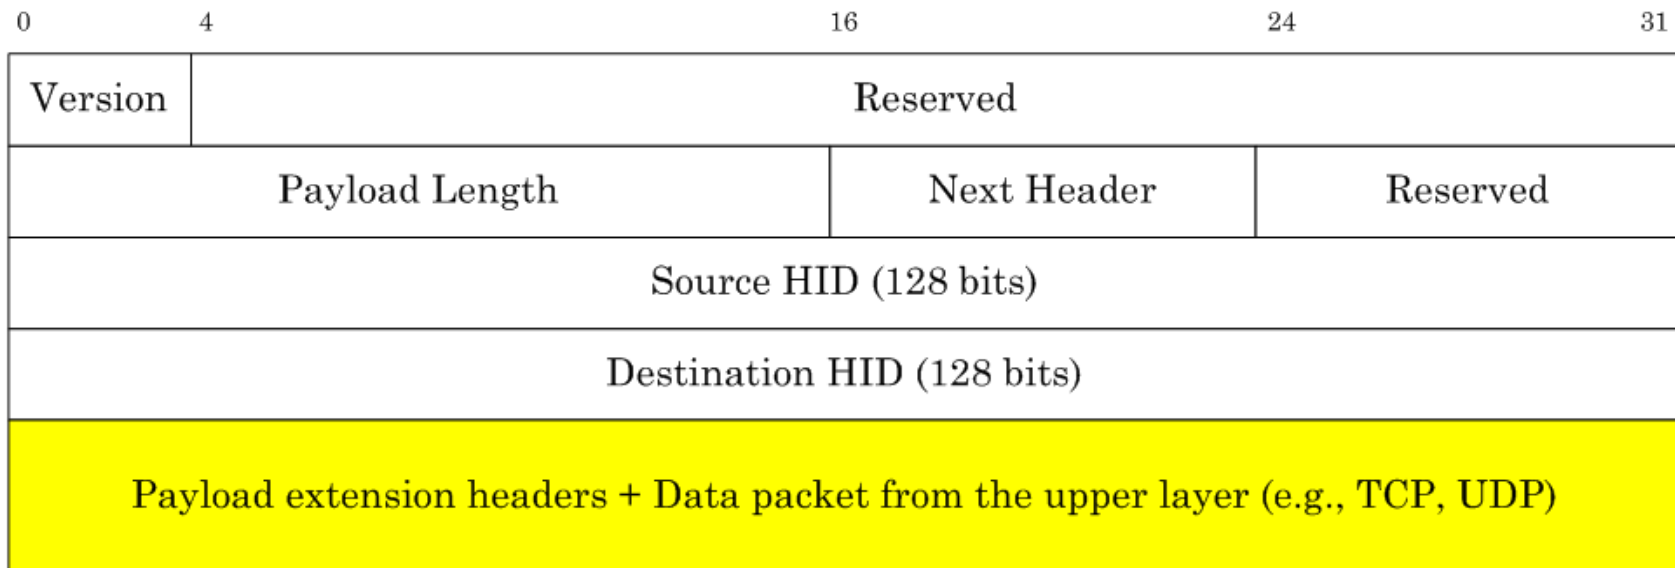 0 4 16 24 31
Version Reserved
Payload Length Next Header Reserved
Source HID (128 bits)
Destination HID (128 bits)
Payload extension headers + Data packet from the upper layer (e.g., TCP, UDP)